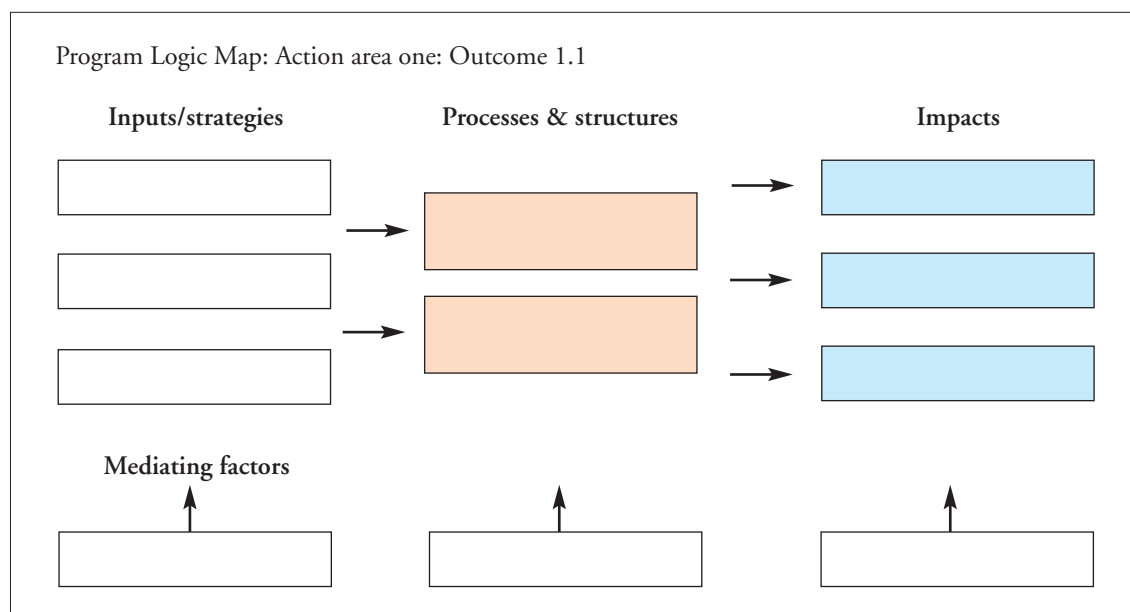 Program Logic Map: Action area one: Outcome 1.1
Inputs/strategies
Processes & structures
Impacts
Mediating factors